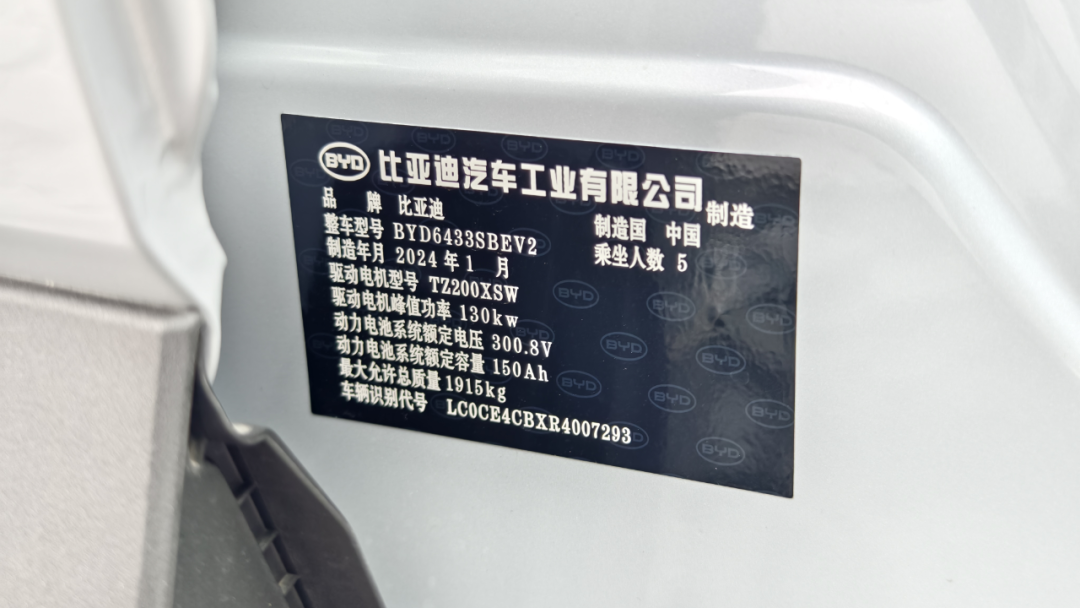 BYD 比亚迪汽车工业有限公司 制造
品 牌 比亚迪 制造国 中国
整车型号 BYD6433SBEV2 乘坐人数 5
制造年月 2024年1 月
驱动电机型号 TZ200XSW
驱动电机峰值功率 130kw
动力电池系统额定电压 300.8V
动力电池系统额定容量 150Ah
最大允许总质量 1915kg
车辆识别代号 LC0CE4CBXR4007293